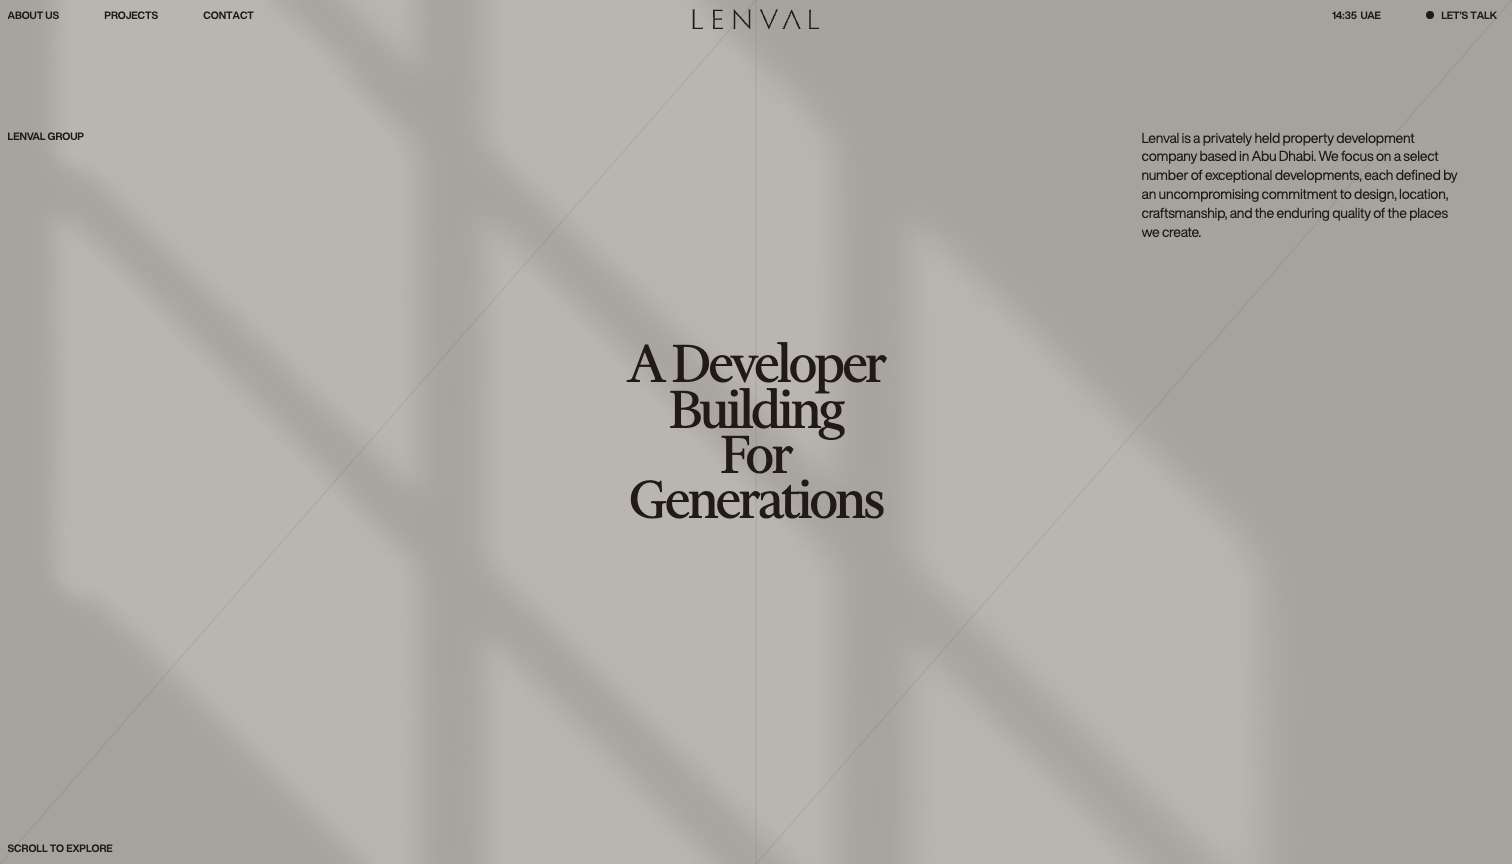 ABOUT US
PROJECTS
CONTACT
LENVAL
14:35 UAE
LET'S TALK
LENVAL GROUP
Lenval is a privately held property development
company based in Abu Dhabi. We focus on a select
number of exceptional developments, each defined by
an uncompromising commitment to design, location,
craftsmanship, and the enduring quality of the places
we create.
A Developer
Building
For
Generations
SCROLL TO EXPLORE